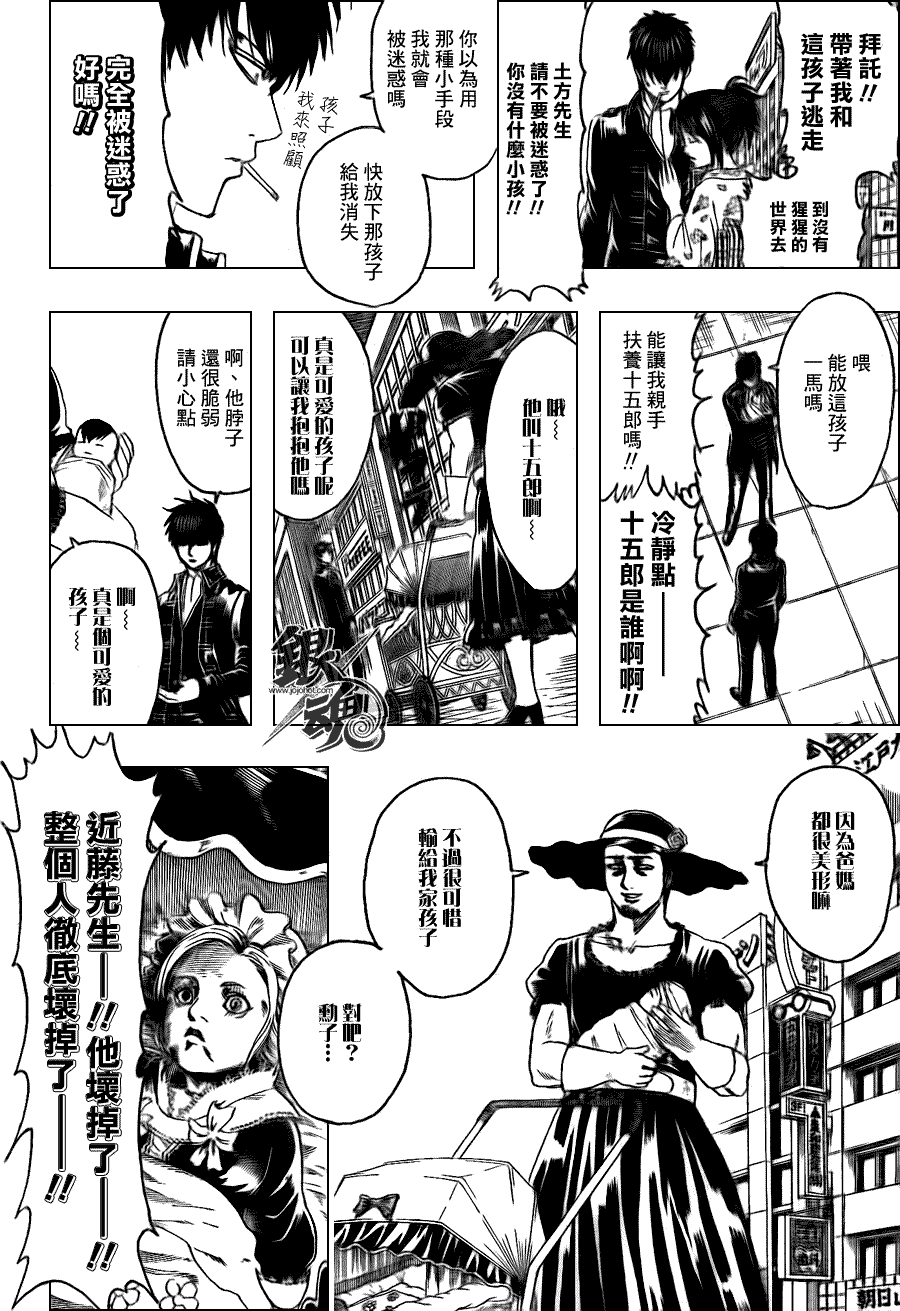 拜託!!
帶著我和
這孩子逃走
到沒有
猩猩的
世界去
土方先生
請不要被迷惑了!!
你沒有什麼小孩!!
你以為用
那種小手段
我就會
被迷惑嗎
快放下那孩子
給我消失
孩子
我來照顧
完全被迷惑了
好嗎!!
喂
能放這孩子
一馬嗎
能讓我親手
扶養十五郎嗎!!
冷靜點——
十五郎是誰啊啊!!
哦~
他叫十五郎啊~
真是可愛的孩子呢
可以讓我抱抱他嗎
COFFEE
啊、他脖子
還很脆弱
請小心點
啊~
真是個可愛的
孩子~
銀魂
www.jojohot.com
江戶
因為爸媽
都很美形嘛
不過很可惜
輸給我家孩子
對吧?
勳子…
朝日山
近藤先生——!!他壞掉了——!!
整個人徹底壞掉了——!!